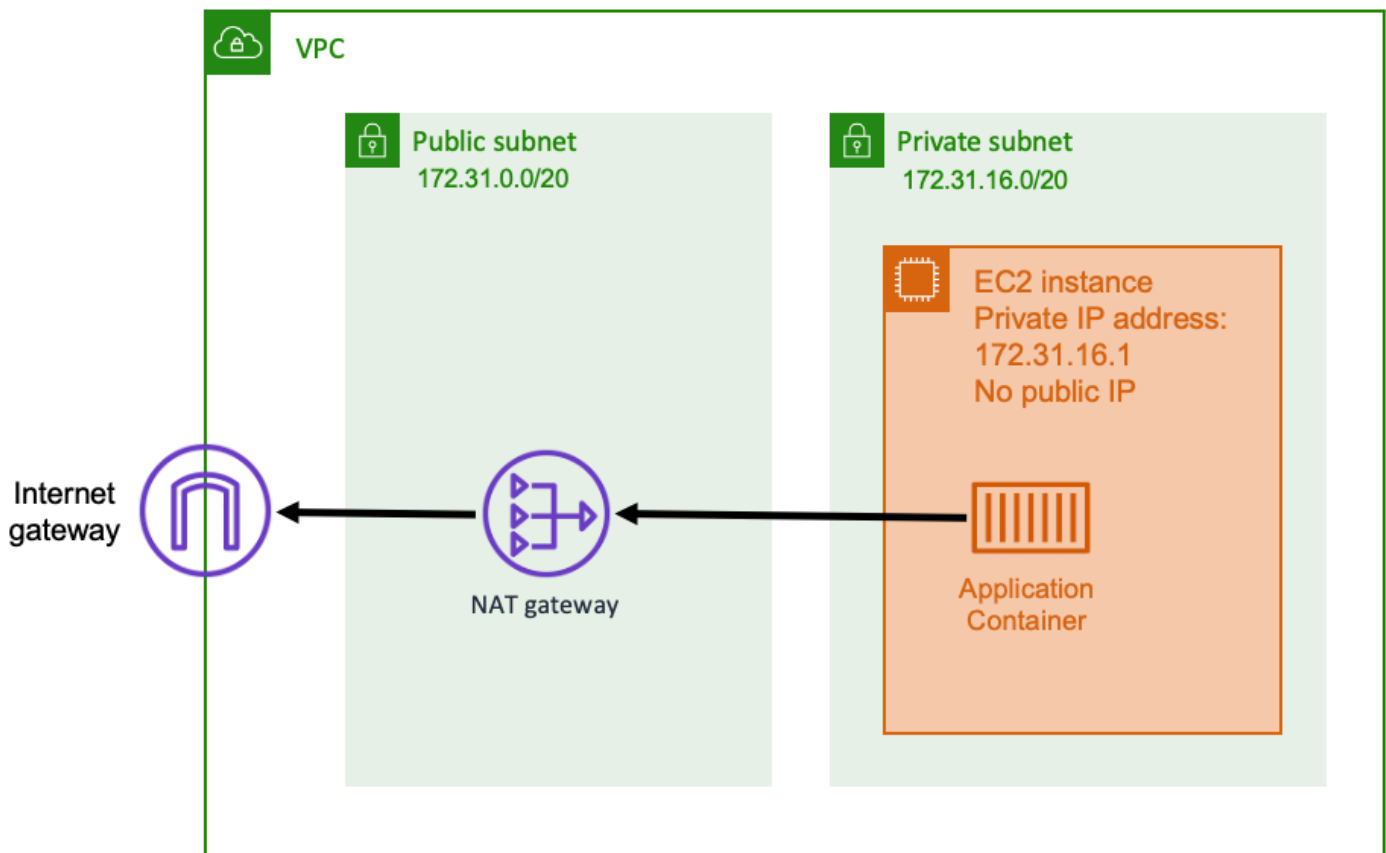 VPC
Public subnet
172.31.0.0/20
Private subnet
172.31.16.0/20
EC2 instance
Private IP address:
172.31.16.1
No public IP
Internet
gateway
NAT gateway
Application
Container